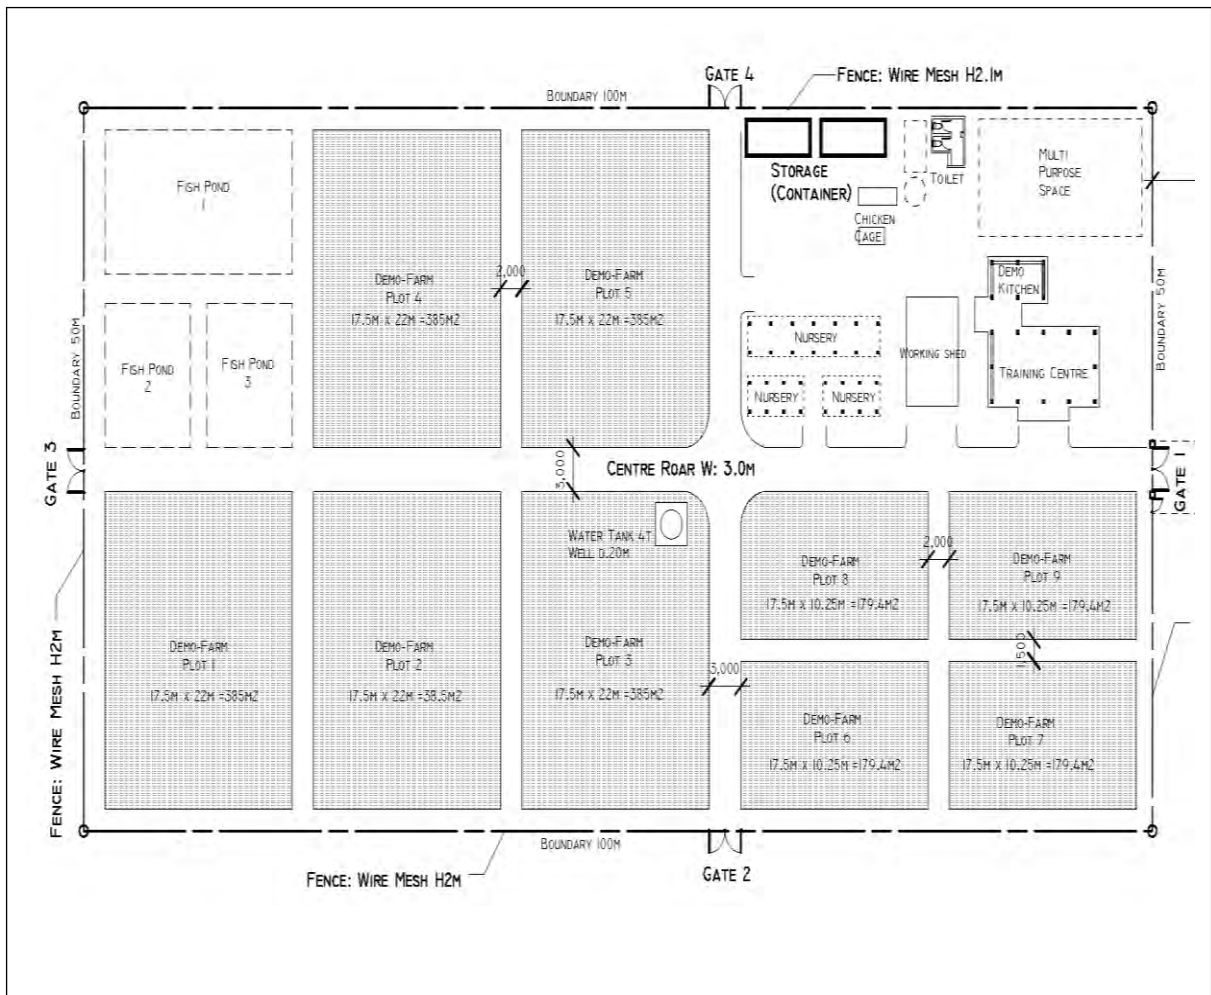 GATE 4
FENCE: WIRE MESH H2.1M
BOUNDARY 100M
FISH POND
1
STORAGE
(CONTAINER)
TOILET
MULTI
PURPOSE
SPACE
CHICKEN
CAGE
DEMO-FARM
PLOT 4
17.5M X 22M =385M2
2,000
DEMO-FARM
PLOT 5
17.5M X 22M =385M2
DEMO
KITCHEN
BOUNDARY 50M
BOUNDARY 50M
FISH POND
2
FISH POND
3
NURSERY
WORKING SHED
TRAINING CENTRE
NURSERY
NURSERY
GATE 3
3,000
CENTRE ROAR W: 3.0M
GATE 1
WATER TANK 4T
WELL D.20M
DEMO-FARM
PLOT 8
17.5M X 10.25M =179.4M2
2,000
DEMO-FARM
PLOT 9
17.5M X 10.25M =179.4M2
FENCE: WIRE MESH H2M
DEMO-FARM
PLOT 1
17.5M X 22M =385M2
DEMO-FARM
PLOT 2
17.5M X 22M =38.5M2
DEMO-FARM
PLOT 3
17.5M X 22M =385M2
3,000
1,500
DEMO-FARM
PLOT 6
17.5M X 10.25M =179.4M2
DEMO-FARM
PLOT 7
17.5M X 10.25M =179.4M2
BOUNDARY 100M
FENCE: WIRE MESH H2M
GATE 2